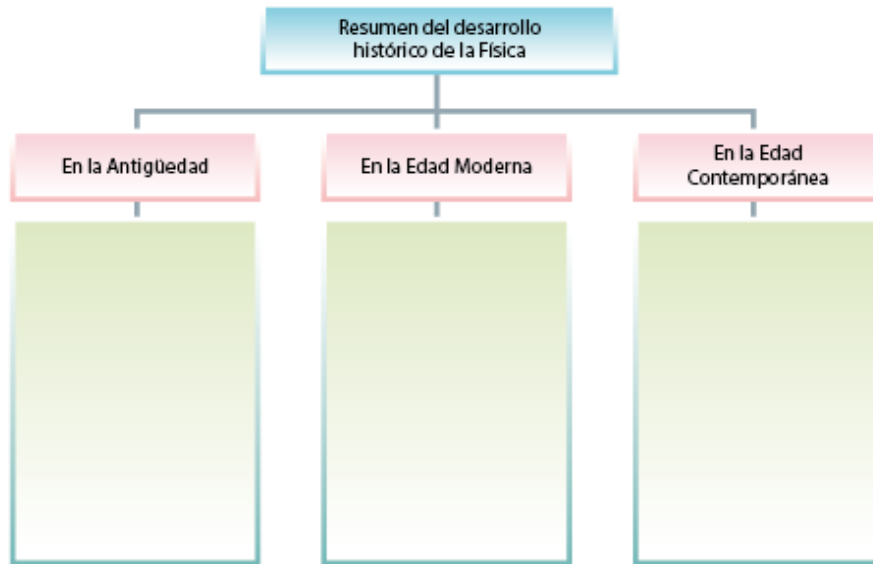 Resumen del desarrollo
histórico de la Física
En la Antigüedad
En la Edad Moderna
En la Edad
Contemporánea